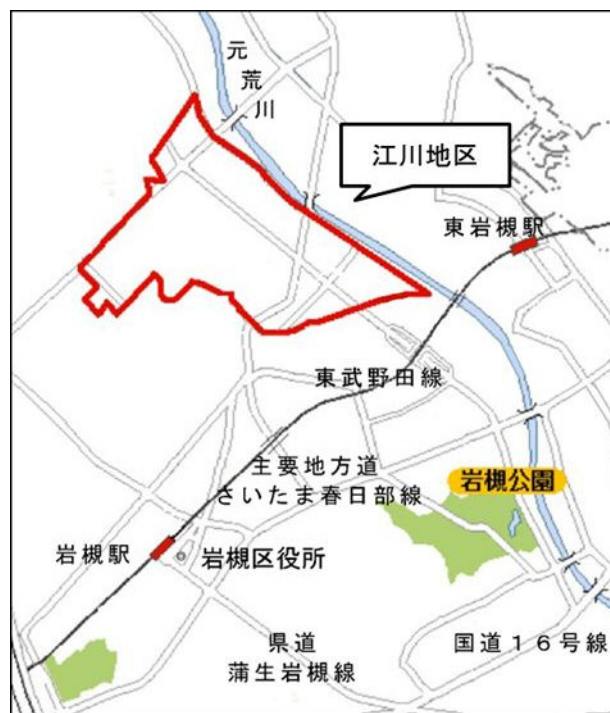 元荒川
江川地区
東岩槻駅
東武野田線
主要地方道
さいたま春日部線
岩槻公園
岩槻駅
岩槻区役所
県道
蒲生岩槻線
国道１６号線